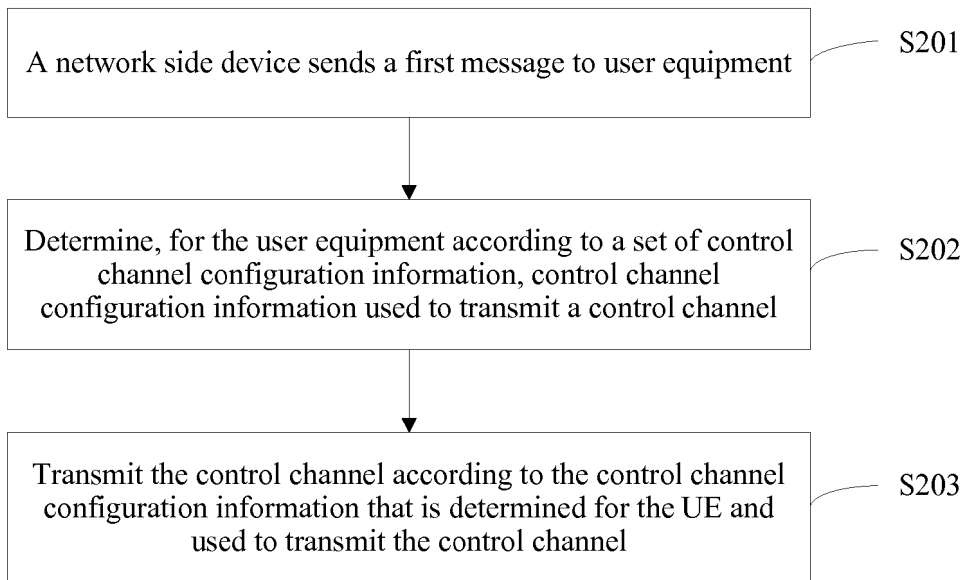 A network side device sends a first message to user equipment
S201
Determine, for the user equipment according to a set of control
channel configuration information, control channel
configuration information used to transmit a control channel
S202
Transmit the control channel according to the control channel
configuration information that is determined for the UE and
used to transmit the control channel
S203